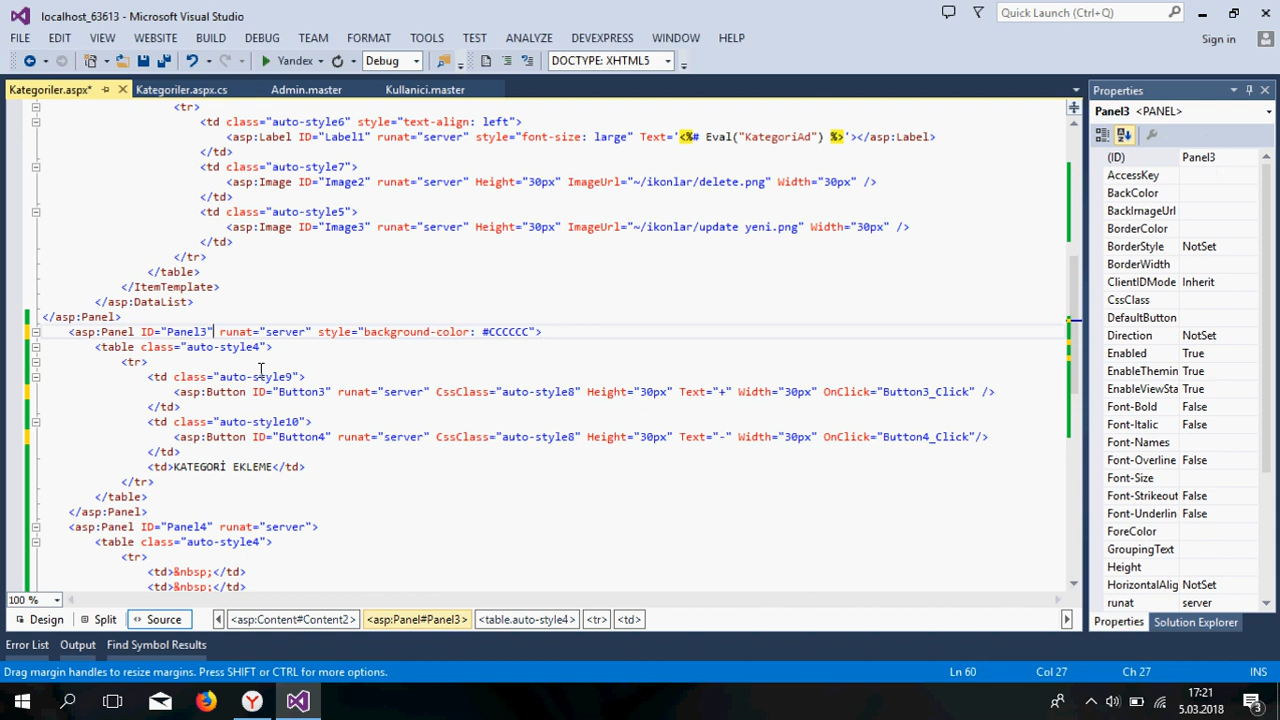 localhost_63613 - Microsoft Visual Studio
Quick Launch (Ctrl+Q)
FILE EDIT VIEW WEBSITE BUILD DEBUG TEAM FORMAT TOOLS TEST ANALYZE DEVEXPRESS WINDOW HELP
Sign in
Yandex Debug DOCTYPE: XHTML5
Kategoriler.aspx* Kategoriler.aspx.cs Admin.master Kullanici.master
<tr>
<td class="auto-style6" style="text-align: left">
<asp:Label ID="Label1" runat="server" style="font-size: large" Text='<%# Eval("KategoriAd") %>'></asp:Label>
</td>
<td class="auto-style7">
<asp:Image ID="Image2" runat="server" Height="30px" ImageUrl="~/ikonlar/delete.png" Width="30px" />
</td>
<td class="auto-style5">
<asp:Image ID="Image3" runat="server" Height="30px" ImageUrl="~/ikonlar/update yeni.png" Width="30px" />
</td>
</tr>
</table>
</ItemTemplate>
</asp:DataList>
</asp:Panel>
<asp:Panel ID="Panel3" runat="server" style="background-color: #CCCCCC">
<table class="auto-style4">
<tr>
<td class="auto-style9">
<asp:Button ID="Button3" runat="server" CssClass="auto-style8" Height="30px" Text="+" Width="30px" OnClick="Button3_Click" />
</td>
<td class="auto-style10">
<asp:Button ID="Button4" runat="server" CssClass="auto-style8" Height="30px" Text="-" Width="30px" OnClick="Button4_Click"/>
</td>
<td>KATEGORİ EKLEME</td>
</tr>
</table>
</asp:Panel>
<asp:Panel ID="Panel4" runat="server">
<table class="auto-style4">
<tr>
<td>&nbsp;</td>
<td>&nbsp;</td>
100 %
Design Split Source <asp:Content#Content2> <asp:Panel#Panel3> <table.auto-style4> <tr> <td>
Properties
Panel3 <PANEL>
(ID) Panel3
AccessKey
BackColor
BackImageUrl
BorderColor
BorderStyle NotSet
BorderWidth
ClientIDMode Inherit
CssClass
DefaultButton
Direction NotSet
Enabled True
EnableTheming True
EnableViewSta True
Font-Bold False
Font-Italic False
Font-Names
Font-Overline False
Font-Size
Font-Strikeout False
Font-Underlin False
ForeColor
GroupingText
Height
HorizontalAlig NotSet
runat server
Properties Solution Explorer
Error List Output Find Symbol Results
Drag margin handles to resize margins. Press SHIFT or CTRL for more options.
Ln 60 Col 27 Ch 27 INS
17:21
5.03.2018
3